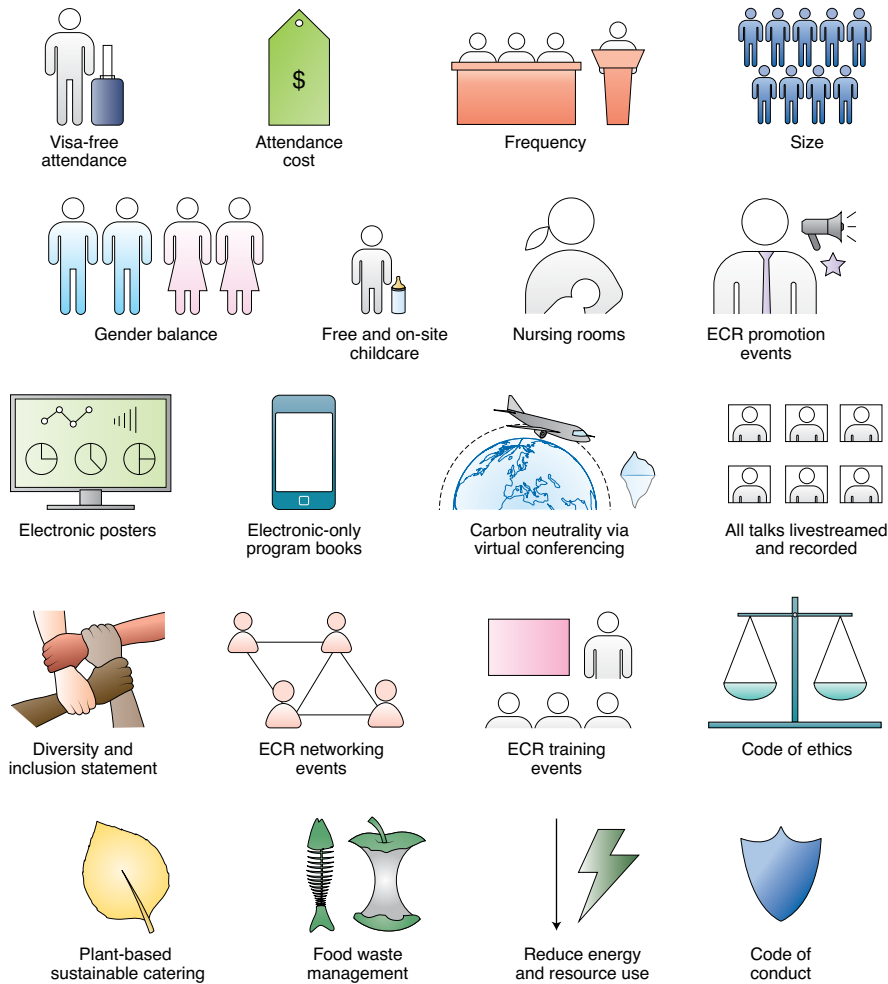 $
Visa-free
attendance
Attendance
cost
Frequency
Size
Gender balance
Free and on-site
childcare
Nursing rooms
ECR promotion
events
Electronic posters
Electronic-only
program books
Carbon neutrality via
virtual conferencing
All talks livestreamed
and recorded
Diversity and
inclusion statement
ECR networking
events
ECR training
events
Code of ethics
Plant-based
sustainable catering
Food waste
management
Reduce energy
and resource use
Code of
conduct